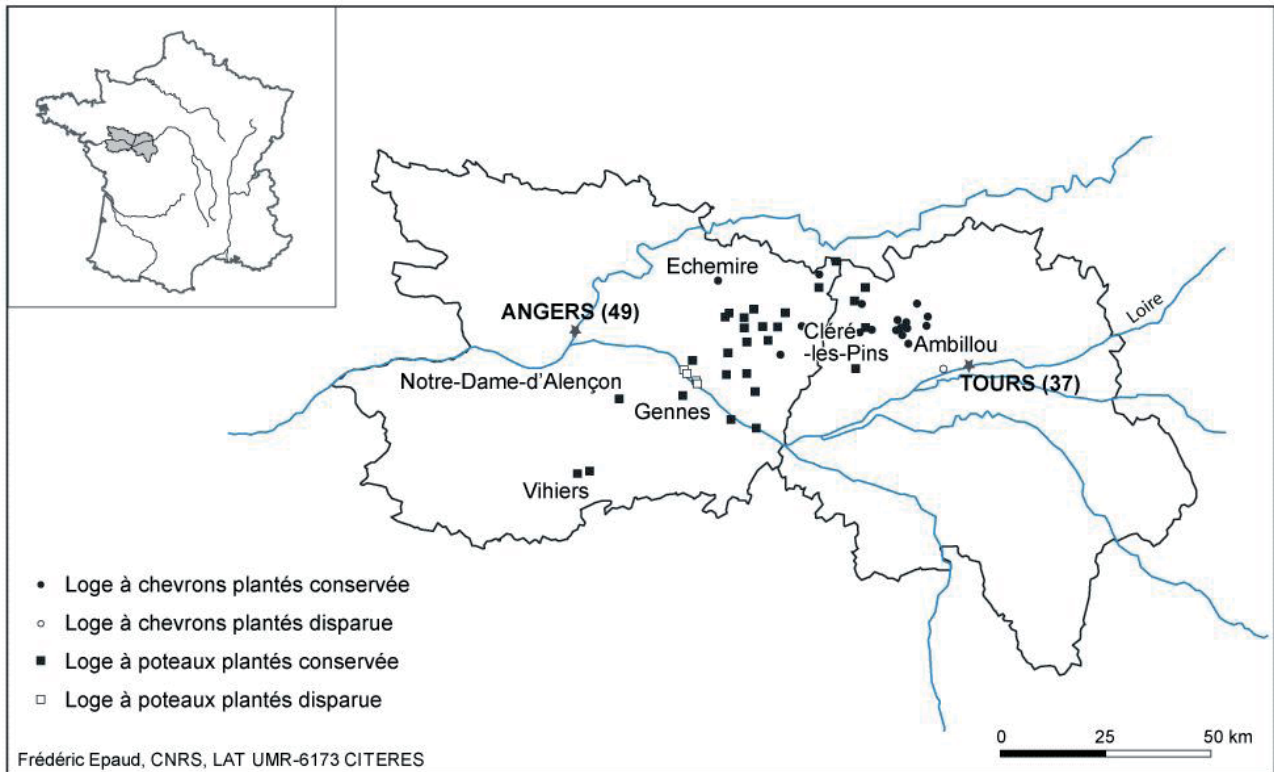 Echemire
ANGERS (49)
Loire
Cléré
-les-Pins
Ambillou
TOURS (37)
Notre-Dame-d'Alençon
Gennes
Vihiers
Loge à chevrons plantés conservée
Loge à chevrons plantés disparue
Loge à poteaux plantés conservée
Loge à poteaux plantés disparue
0 25 50 km
Frédéric Epaud, CNRS, LAT UMR-6173 CITERES